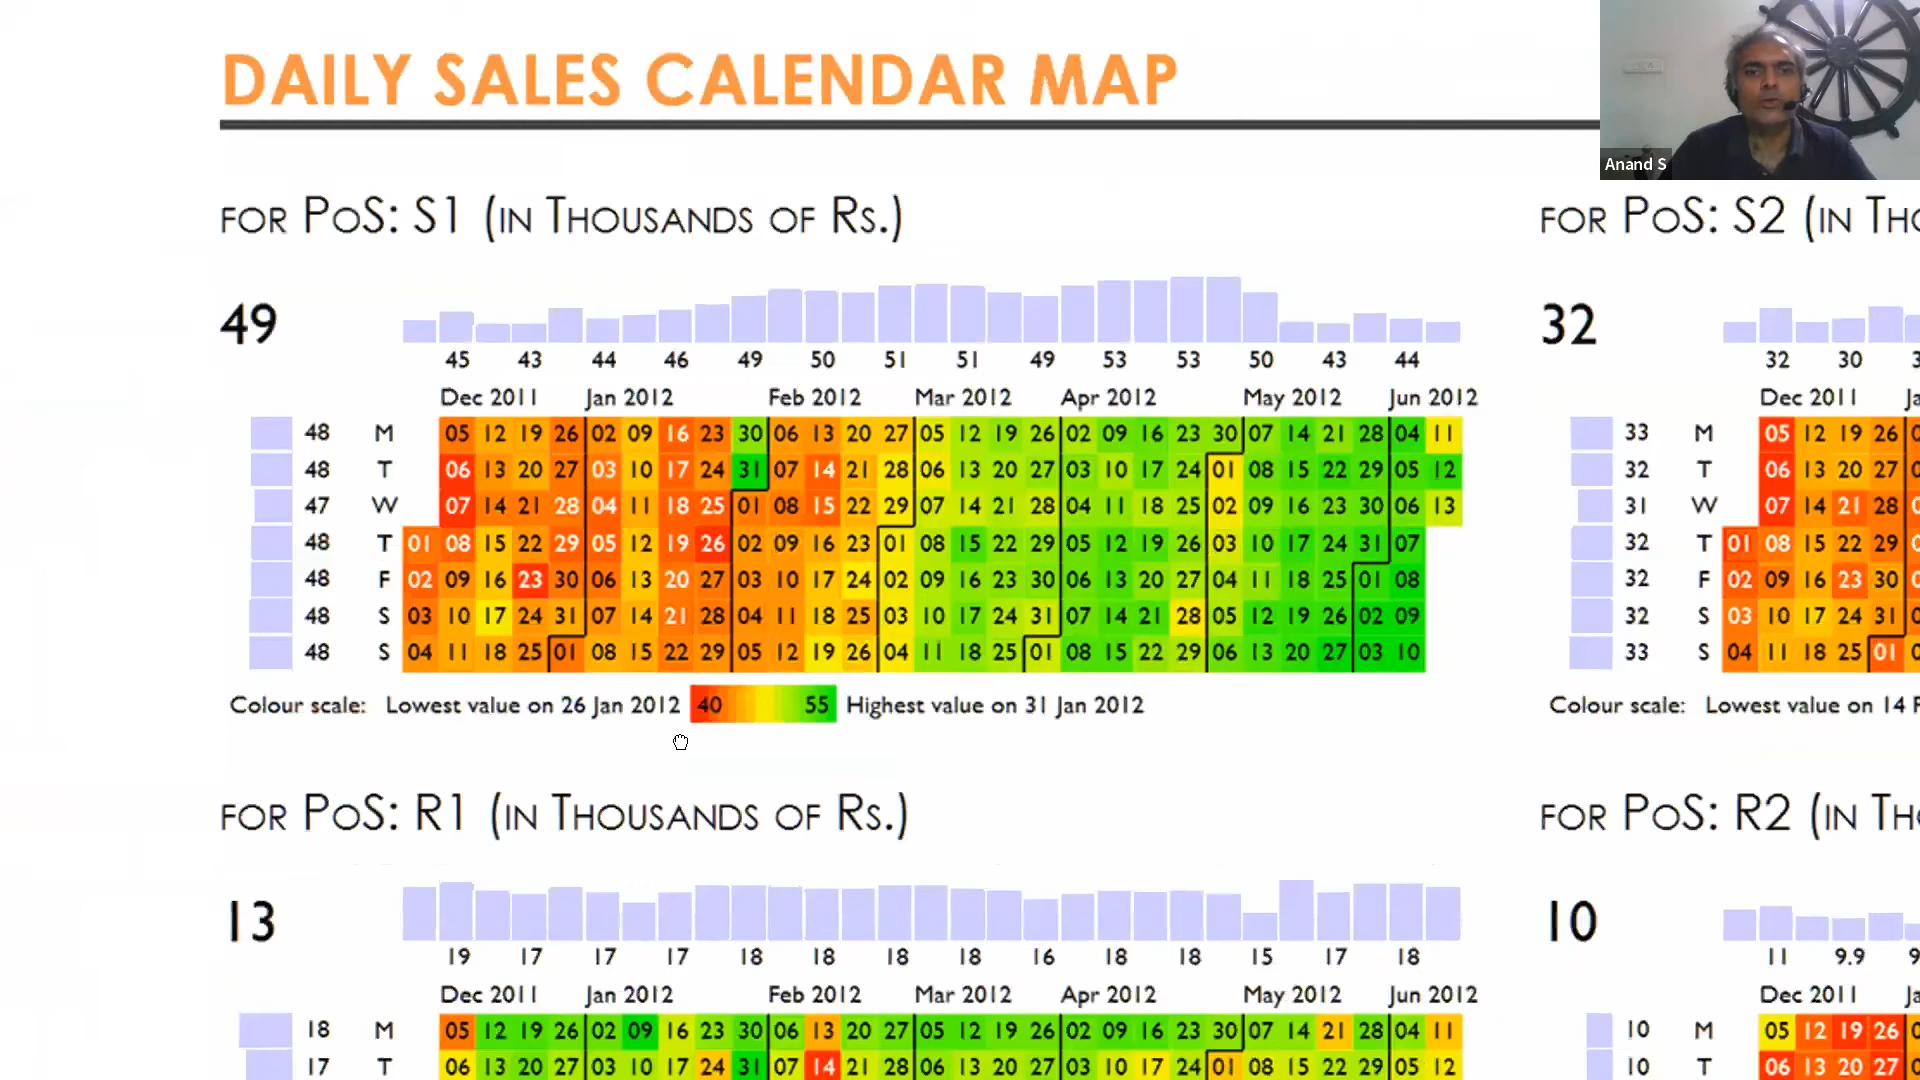 DAILY SALES CALENDAR MAP
Anand S
FOR POS: S1 (IN THOUSANDS OF RS.)
49
45 43 44 46 49 50 51 51 49 53 53 50 43 44
Dec 2011 Jan 2012 Feb 2012 Mar 2012 Apr 2012 May 2012 Jun 2012
48 M 05 12 19 26 02 09 16 23 30 06 13 20 27 05 12 19 26 02 09 16 23 30 07 14 21 28 04 11
48 T 06 13 20 27 03 10 17 24 31 07 14 21 28 06 13 20 27 03 10 17 24 01 08 15 22 29 05 12
47 W 07 14 21 28 04 11 18 25 01 08 15 22 29 07 14 21 28 04 11 18 25 02 09 16 23 30 06 13
48 T 01 08 15 22 29 05 12 19 26 02 09 16 23 01 08 15 22 29 05 12 19 26 03 10 17 24 31 07
48 F 02 09 16 23 30 06 13 20 27 03 10 17 24 02 09 16 23 30 06 13 20 27 04 11 18 25 01 08
48 S 03 10 17 24 31 07 14 21 28 04 11 18 25 03 10 17 24 31 07 14 21 28 05 12 19 26 02 09
48 S 04 11 18 25 01 08 15 22 29 05 12 19 26 04 11 18 25 01 08 15 22 29 06 13 20 27 03 10
Colour scale: Lowest value on 26 Jan 2012 40 55 Highest value on 31 Jan 2012
FOR POS: S2 (IN THO
32
32 30 3
Dec 2011 Ja
33 M 05 12 19 26 0
32 T 06 13 20 27 0
31 W 07 14 21 28 0
32 T 01 08 15 22 29 0
32 F 02 09 16 23 30 0
32 S 03 10 17 24 31 0
33 S 04 11 18 25 01 0
Colour scale: Lowest value on 14 F
FOR POS: R1 (IN THOUSANDS OF RS.)
13
19 17 17 17 18 18 18 18 16 18 18 15 17 18
Dec 2011 Jan 2012 Feb 2012 Mar 2012 Apr 2012 May 2012 Jun 2012
18 M 05 12 19 26 02 09 16 23 30 06 13 20 27 05 12 19 26 02 09 16 23 30 07 14 21 28 04 11
17 T 06 13 20 27 03 10 17 24 31 07 14 21 28 06 13 20 27 03 10 17 24 01 08 15 22 29 05 12
FOR POS: R2 (IN TH
10
11 9.9 9
Dec 2011 Ja
10 M 05 12 19 26 0
10 T 06 13 20 27 0